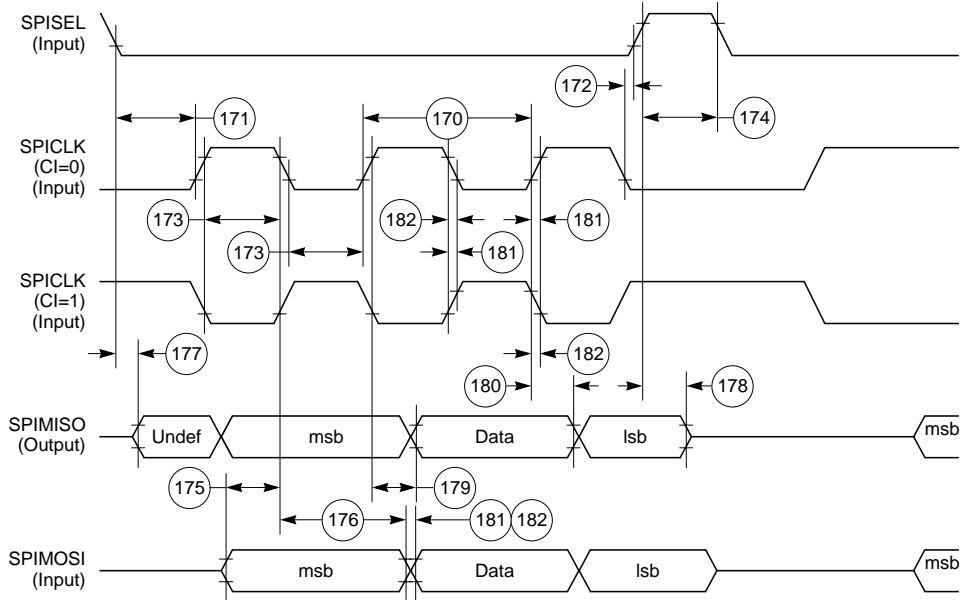 SPISEL
(Input)
172
171
170
174
SPICLK
(CI=0)
(Input)
173
182
181
173
181
SPICLK
(CI=1)
(Input)
177
182
180
178
SPIMISO
(Output)
Undef
msb
Data
lsb
msb
175
179
176
181
182
SPIMOSI
(Input)
msb
Data
lsb
msb